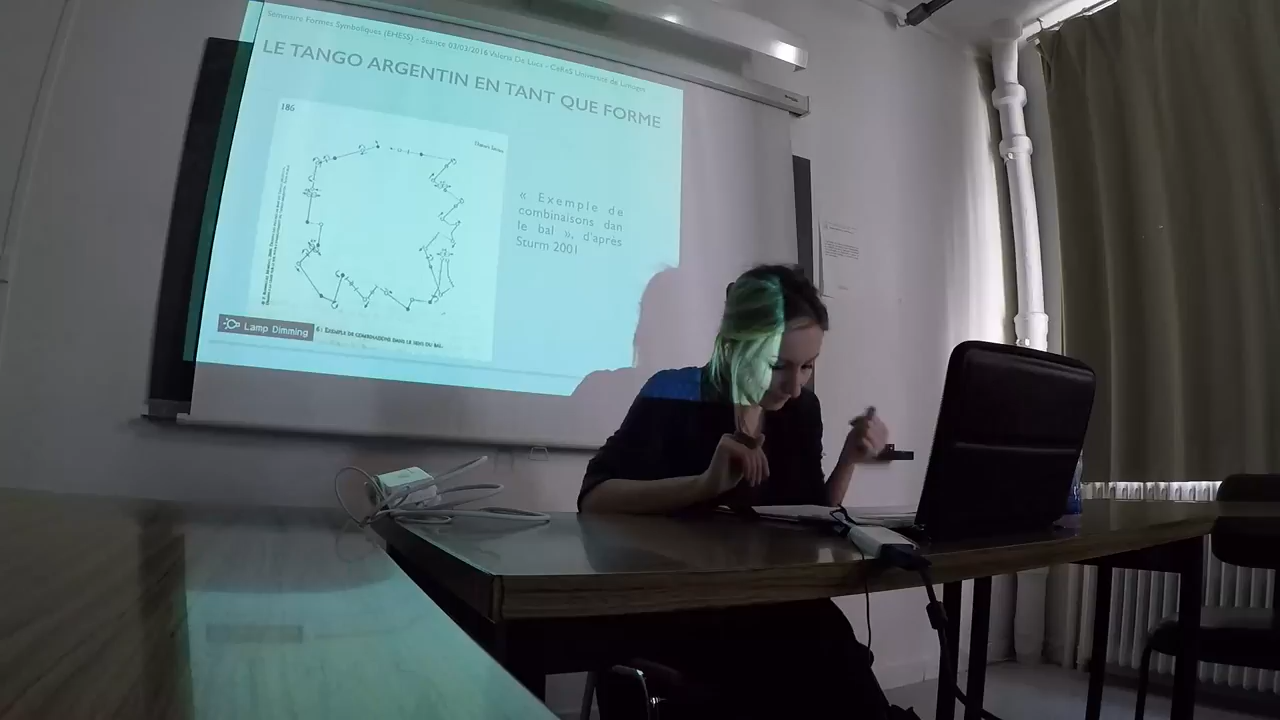 Séminaire Formes Symboliques (EHESS) - Séance 03/03/2016 Valeria De Luca - CeReS Université de Limoges
LE TANGO ARGENTIN EN TANT QUE FORME
186
« Exemple de
combinaisons dan
le bal », d'après
Sturm 2001
Lamp Dimming
6 : EXEMPLE DE COMBINAISONS DANS LE SENS DU BAL.